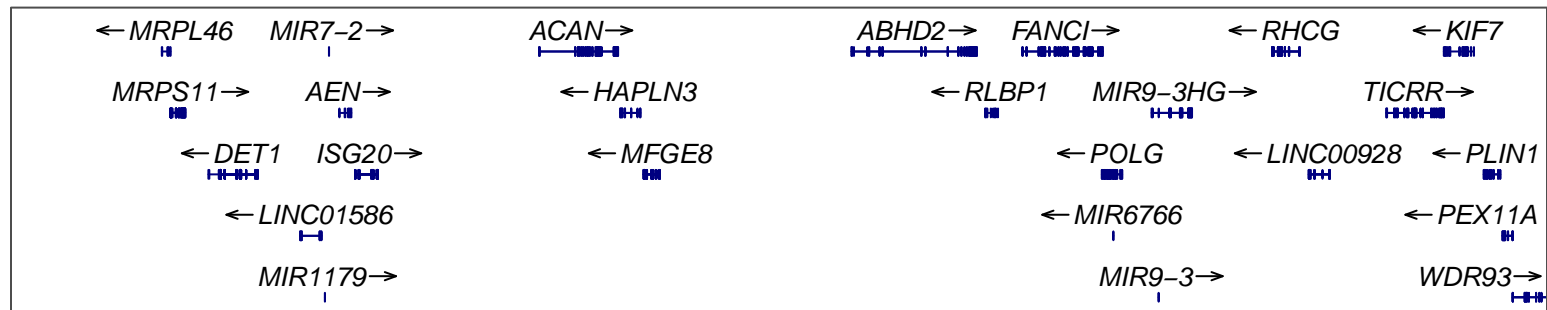 ←MRPL46 MIR7−2→ ACAN→ ABHD2→ FANCI→ ←RHCG ←KIF7
MRPS11→ AEN→ ←HAPLN3 ←RLBP1 MIR9−3HG→ TICRR→
←DET1 ISG20→ ←MFGE8 ←POLG ←LINC00928 ←PLIN1
←LINC01586 ←MIR6766 ←PEX11A
MIR1179→ MIR9−3→ WDR93→